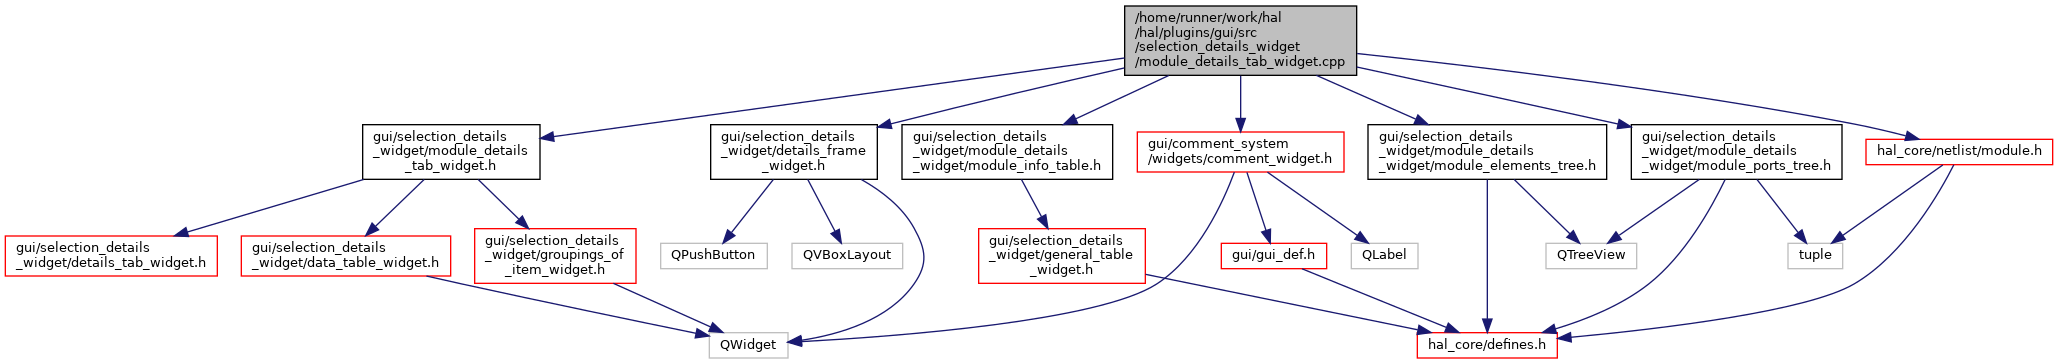 /home/runner/work/hal
/hal/plugins/gui/src
/selection_details_widget
/module_details_tab_widget.cpp
gui/selection_details
_widget/module_details
_tab_widget.h
gui/selection_details
_widget/details_frame
_widget.h
gui/selection_details
_widget/module_details
_widget/module_info_table.h
gui/comment_system
/widgets/comment_widget.h
gui/selection_details
_widget/module_details
_widget/module_elements_tree.h
gui/selection_details
_widget/module_details
_widget/module_ports_tree.h
hal_core/netlist/module.h
gui/selection_details
_widget/details_tab_widget.h
gui/selection_details
_widget/data_table_widget.h
gui/selection_details
_widget/groupings_of
_item_widget.h
QPushButton
QVBoxLayout
gui/selection_details
_widget/general_table
_widget.h
gui/gui_def.h
QLabel
QTreeView
tuple
QWidget
hal_core/defines.h